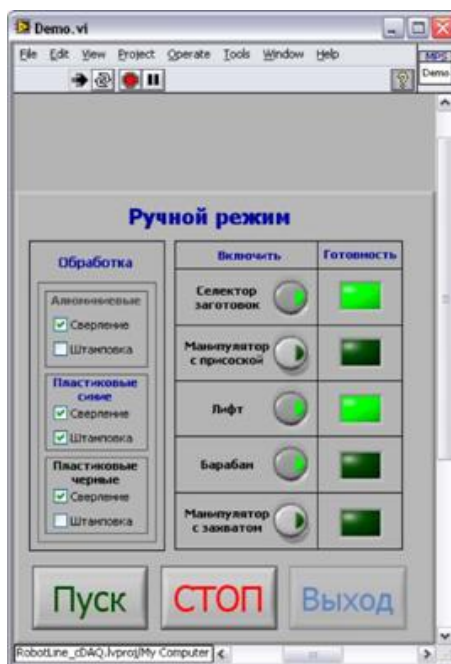 Demo.vi
File Edit View Project Operate Tools Window Help
MPS
Demo
Ручной режим
Обработка
Включить
Готовность
Алюминиевые
Сверление
Штамповка
Пластиковые
синие
Сверление
Штамповка
Пластиковые
черные
Сверление
Штамповка
Селектор
заготовок
Манипулятор
с присоской
Лифт
Барабан
Манипулятор
с захватом
Пуск
СТОП
Выход
RobotLine_cDAQ.lvproj/My Computer